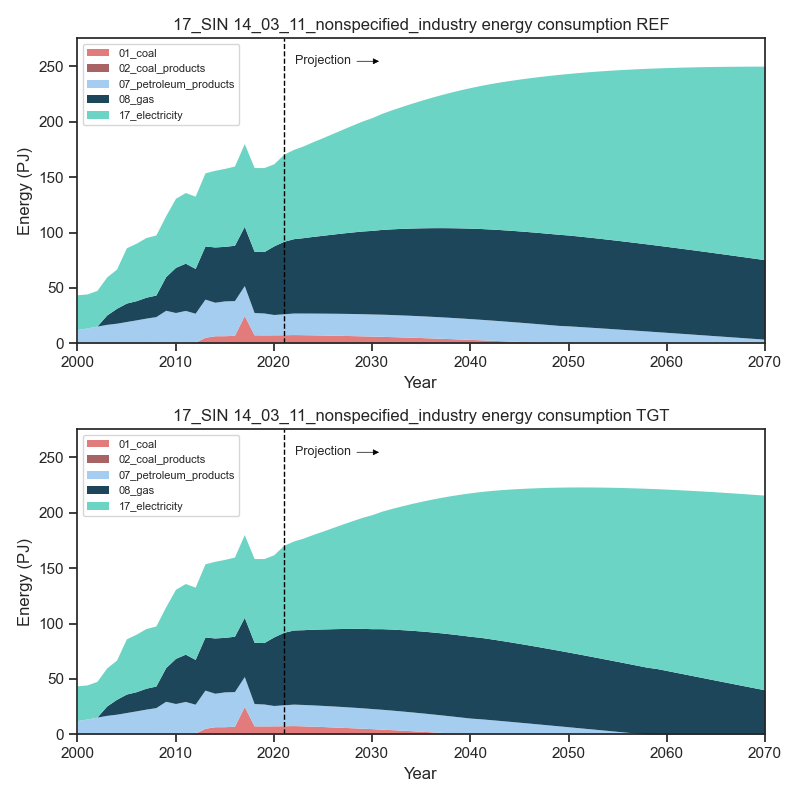 17_SIN 14_03_11_nonspecified_industry energy consumption REF
01_coal
02_coal_products
07_petroleum_products
08_gas
17_electricity
Projection
Energy (PJ)
250
200
150
100
50
0
2000 2010 2020 2030 2040 2050 2060 2070
Year
17_SIN 14_03_11_nonspecified_industry energy consumption TGT
01_coal
02_coal_products
07_petroleum_products
08_gas
17_electricity
Projection
Energy (PJ)
250
200
150
100
50
0
2000 2010 2020 2030 2040 2050 2060 2070
Year